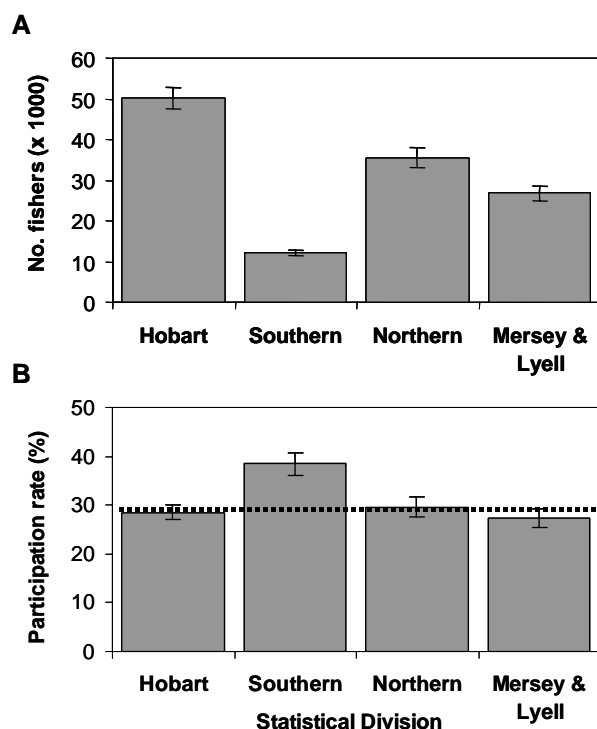 A
No. fishers (x 1000)
60
50
40
30
20
10
0
Hobart Southern Northern Mersey &
Lyell
B
Participation rate (%)
50
40
30
20
10
0
Hobart Southern Northern Mersey &
Lyell
Statistical Division